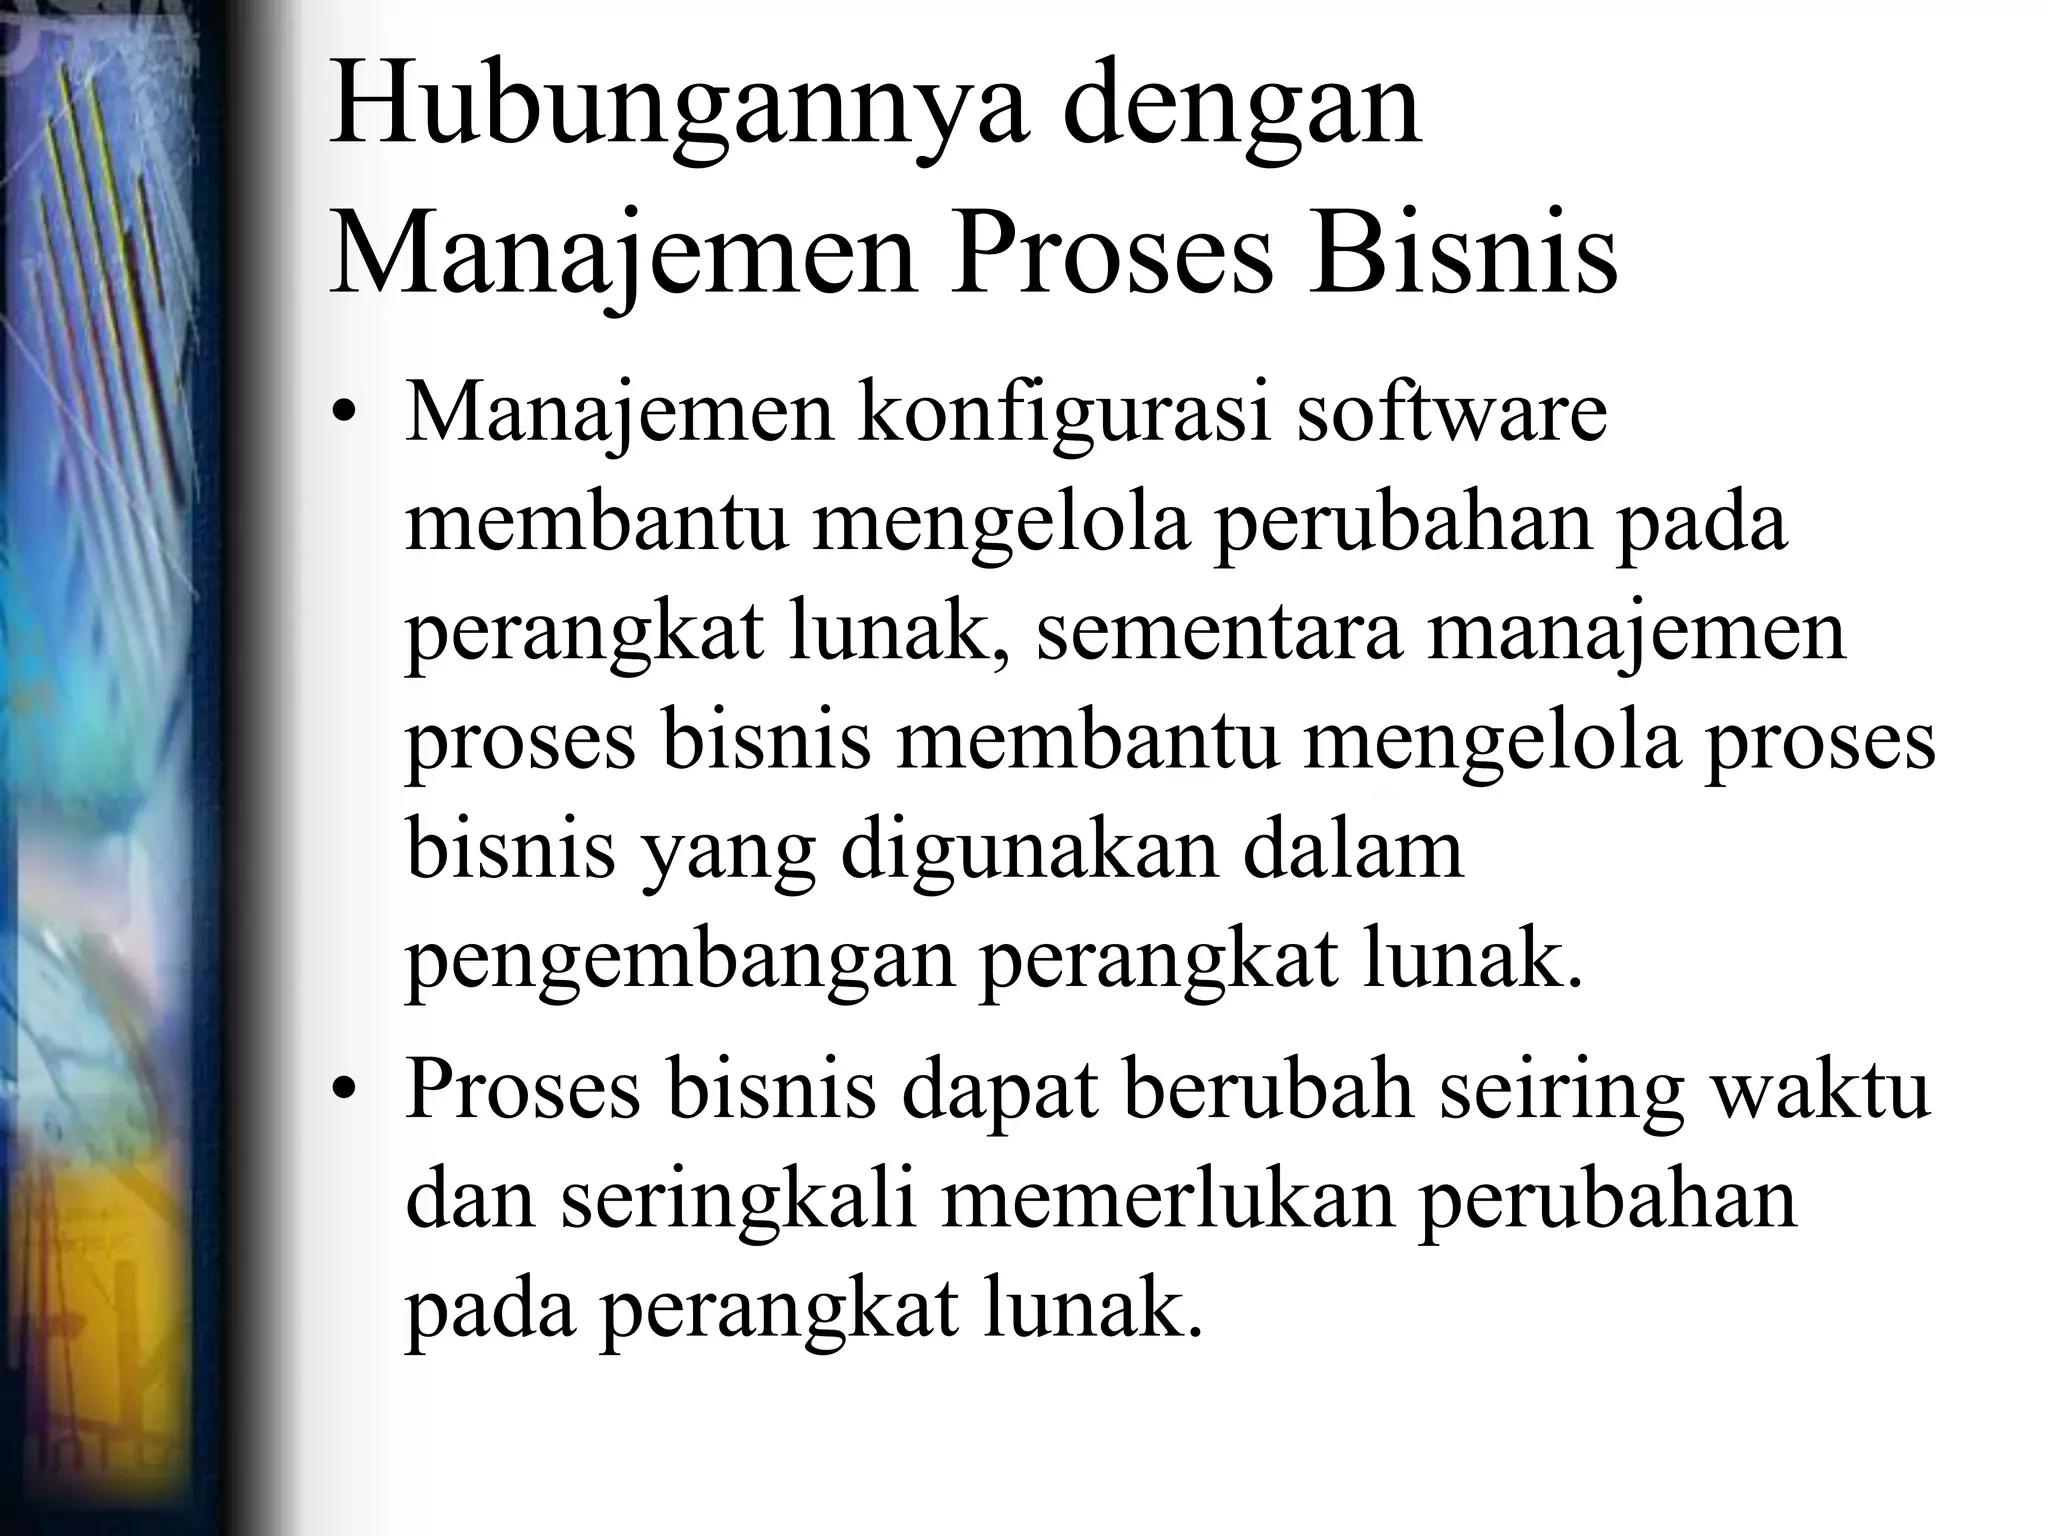 Hubungannya dengan
Manajemen Proses Bisnis
• Manajemen konfigurasi software
membantu mengelola perubahan pada
perangkat lunak, sementara manajemen
proses bisnis membantu mengelola proses
bisnis yang digunakan dalam
pengembangan perangkat lunak.
• Proses bisnis dapat berubah seiring waktu
dan seringkali memerlukan perubahan
pada perangkat lunak.